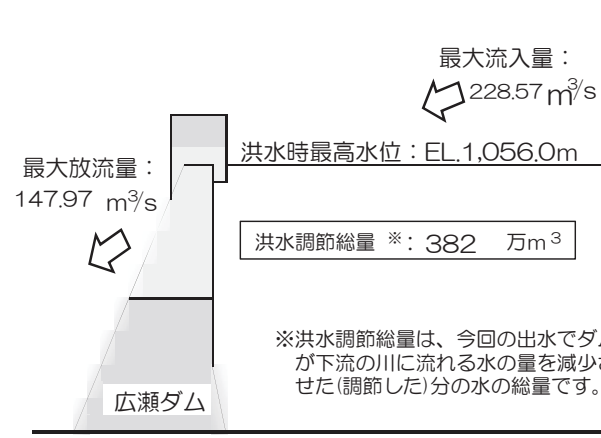 最大流入量：
228.57 m³/s
洪水時最高水位：EL.1,056.0m
最大放流量：
147.97 m³/s
洪水調節総量 ※：382 万m³
※洪水調節総量は、今回の出水でダム
が下流の川に流れる水の量を減少さ
せた(調節した)分の水の総量です。
広瀬ダム